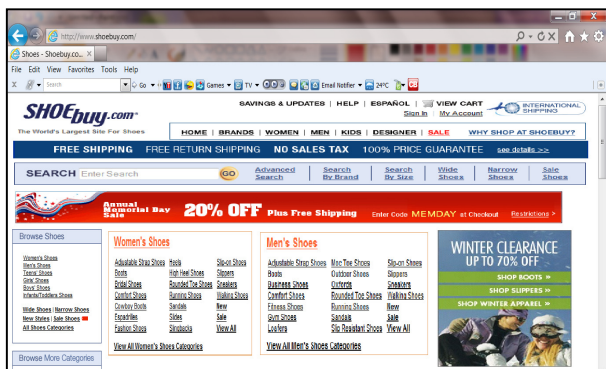 http://www.shoebuy.com/
Shoes - Shoebuy.co... ×
File Edit View Favorites Tools Help
X Search Go Games TV Email Notifier 24°C
SAVINGS & UPDATES | HELP | ESPAÑOL | VIEW CART
INTERNATIONAL SHIPPING
Sign In | My Account
SHOEbuy.com
The World's Largest Site For Shoes
HOME | BRANDS | WOMEN | MEN | KIDS | DESIGNER | SALE WHY SHOP AT SHOEBUY?
FREE SHIPPING FREE RETURN SHIPPING NO SALES TAX 100% PRICE GUARANTEE see details >>
SEARCH Enter Search GO Advanced Search Search By Brand Search By Size Wide Shoes Narrow Shoes Sale Shoes
Annual Memorial Day Sale 20% OFF Plus Free Shipping Enter Code MEMDAY at Checkout Restrictions >
Browse Shoes
Women's Shoes
Men's Shoes
Teens' Shoes
Girls' Shoes
Boys' Shoes
Infants/Toddlers Shoes
Wide Shoes | Narrow Shoes
New Styles | Sale Shoes
All Shoes Categories
Browse More Categories
Women's Shoes
Adjustable Strap Shoes Heels Slip-on Shoes
Boots High Heel Shoes Slippers
Bridal Shoes Rounded Toe Shoes Sneakers
Comfort Shoes Running Shoes Walking Shoes
Cowboy Boots Sandals New
Espadrilles Slides Sale
Fashion Shoes Slingbacks View All
View All Women's Shoes Categories
Men's Shoes
Adjustable Strap Shoes Moc Toe Shoes Slip-on Shoes
Boots Outdoor Shoes Slippers
Business Shoes Oxfords Sneakers
Comfort Shoes Rounded Toe Shoes Walking Shoes
Fitness Shoes Running Shoes New
Gym Shoes Sandals Sale
Loafers Slip Resistant Shoes View All
View All Men's Shoes Categories
WINTER CLEARANCE
UP TO 70% OFF
SHOP BOOTS »
SHOP SLIPPERS »
SHOP WINTER APPAREL »